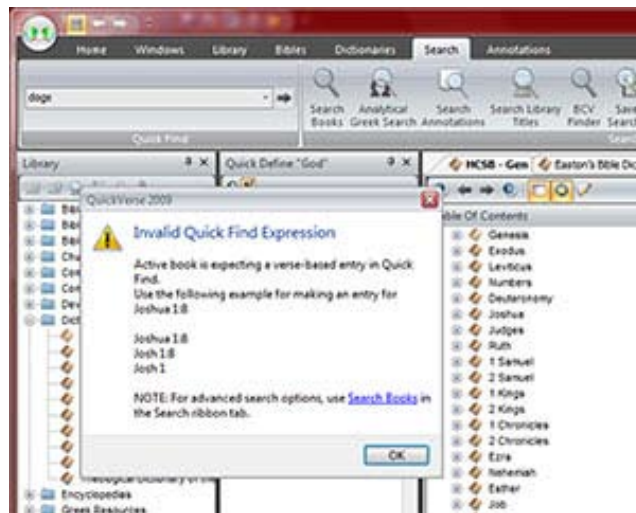 Home Windows Library Bibles Dictionaries Search Annotations
dogs
Search Books
Analytical Greek Search
Search Annotations
Search Library Titles
BCV Finder
Save Search
Quick Find
Library
Quick Define "God"
HCSB - Gen
Easton's Bible Dic
QuickVerse 2009
Invalid Quick Find Expression
Active book is expecting a verse-based entry in Quick
Find.
Use the following example for making an entry for
Joshua 1:8
Joshua 1:8
Josh 1:8
Josh 1
NOTE: For advanced search options, use Search Books in
the Search ribbon tab.
OK
Encyclopedias
Greek Resources
Table Of Contents
Genesis
Exodus
Leviticus
Numbers
Deuteronomy
Joshua
Judges
Ruth
1 Samuel
2 Samuel
1 Kings
2 Kings
1 Chronicles
2 Chronicles
Ezra
Nehemiah
Esther
Job